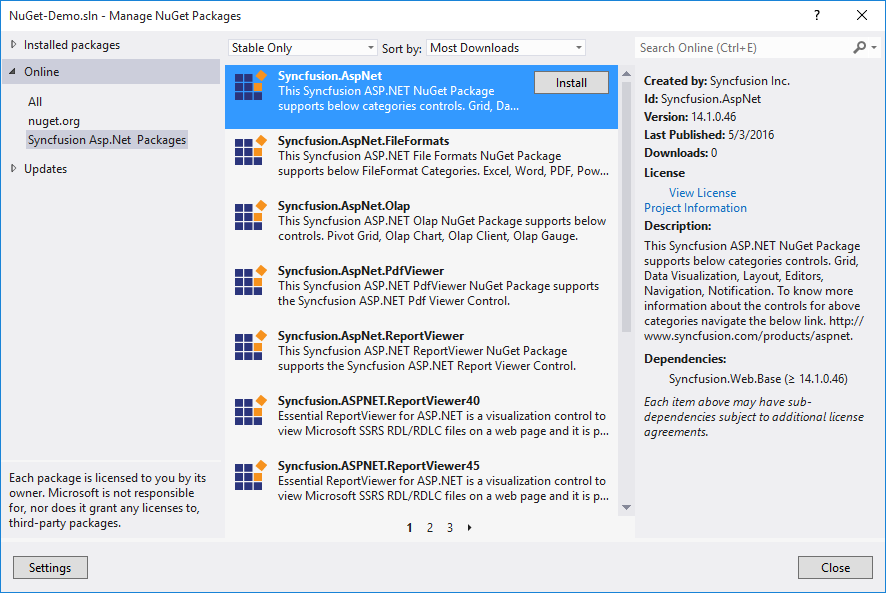 NuGet-Demo.sln - Manage NuGet Packages
?
Installed packages
Online
All
nuget.org
Syncfusion Asp.Net Packages
Updates
Each package is licensed to you by its
owner. Microsoft is not responsible
for, nor does it grant any licenses to,
third-party packages.
Settings
Stable Only
Sort by: Most Downloads
Syncfusion.AspNet
This Syncfusion ASP.NET NuGet Package
supports below categories controls. Grid, Da...
Install
Syncfusion.AspNet.FileFormats
This Syncfusion ASP.NET File Formats NuGet Package
supports below FileFormat Categories. Excel, Word, PDF, Pow...
Syncfusion.AspNet.Olap
This Syncfusion ASP.NET Olap NuGet Package supports below
controls. Pivot Grid, Olap Chart, Olap Client, Olap Gauge.
Syncfusion.AspNet.PdfViewer
This Syncfusion ASP.NET PdfViewer NuGet Package supports
the Syncfusion ASP.NET Pdf Viewer Control.
Syncfusion.AspNet.ReportViewer
This Syncfusion ASP.NET ReportViewer NuGet Package
supports the Syncfusion ASP.NET Report Viewer Control.
Syncfusion.ASPNET.ReportViewer40
Essential ReportViewer for ASP.NET is a visualization control to
view Microsoft SSRS RDL/RDLC files on a web page and it is p...
Syncfusion.ASPNET.ReportViewer45
Essential ReportViewer for ASP.NET is a visualization control to
view Microsoft SSRS RDL/RDLC files on a web page and it is p...
1 2 3
Search Online (Ctrl+E)
Created by: Syncfusion Inc.
Id: Syncfusion.AspNet
Version: 14.1.0.46
Last Published: 5/3/2016
Downloads: 0
License
View License
Project Information
Description:
This Syncfusion ASP.NET NuGet Package
supports below categories controls. Grid,
Data Visualization, Layout, Editors,
Navigation, Notification. To know more
information about the controls for above
categories navigate the below link. http://
www.syncfusion.com/products/aspnet.
Dependencies:
Syncfusion.Web.Base (≥ 14.1.0.46)
Each item above may have sub-
dependencies subject to additional license
agreements.
Close